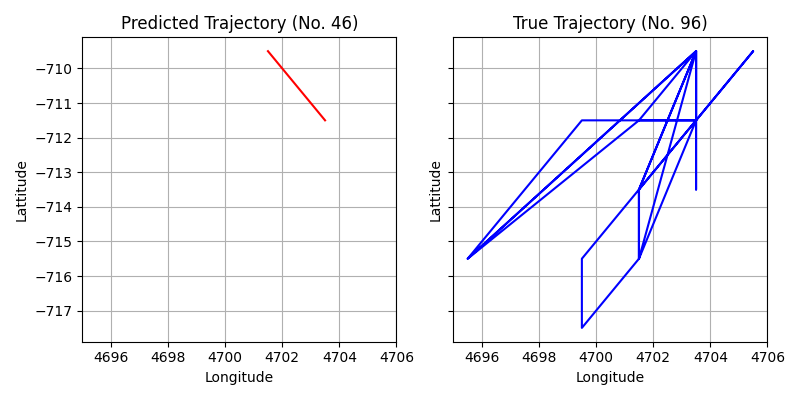 Predicted Trajectory (No. 46)
−710
−711
−712
−713
−714
−715
−716
−717
Lattitude
4696 4698 4700 4702 4704 4706
Longitude
True Trajectory (No. 96)
Lattitude
4696 4698 4700 4702 4704 4706
Longitude